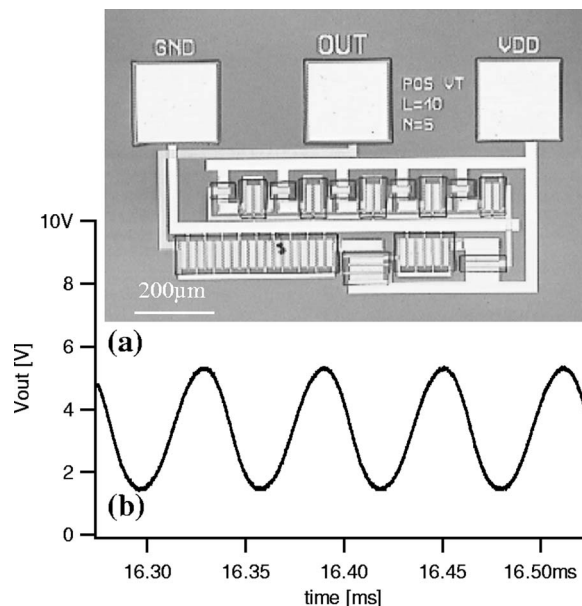 GND OUT VDD
POS VT
L=10
N=5
200µm
(a)
10V
8
6
4
2
0
Vout [V]
(b)
16.30 16.35 16.40 16.45 16.50ms
time [ms]